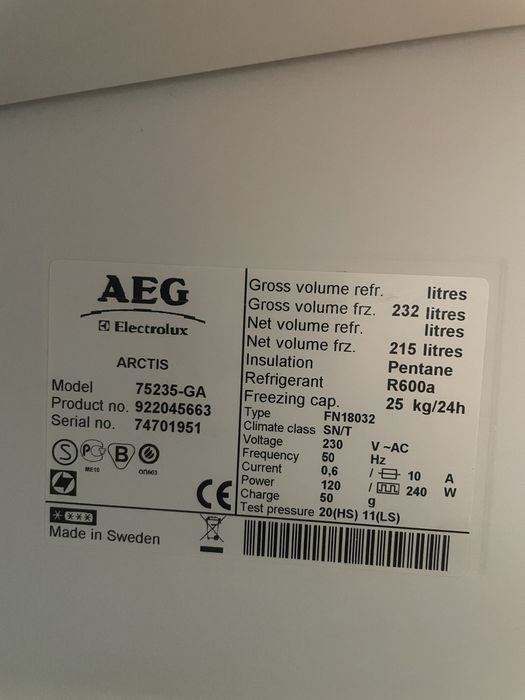 AEG
Electrolux
ARCTIS
Model 75235-GA
Product no. 922045663
Serial no. 74701951
S PG B
ME10 ОП063
CE
Made in Sweden
Gross volume refr. litres
Gross volume frz. 232 litres
Net volume refr. litres
Net volume frz. 215 litres
Insulation Pentane
Refrigerant R600a
Freezing cap. 25 kg/24h
Type FN18032
Climate class SN/T
Voltage 230 V ~AC
Frequency 50 Hz
Current 0,6 / 10 A
Power 120 / 240 W
Charge 50 g
Test pressure 20(HS) 11(LS)